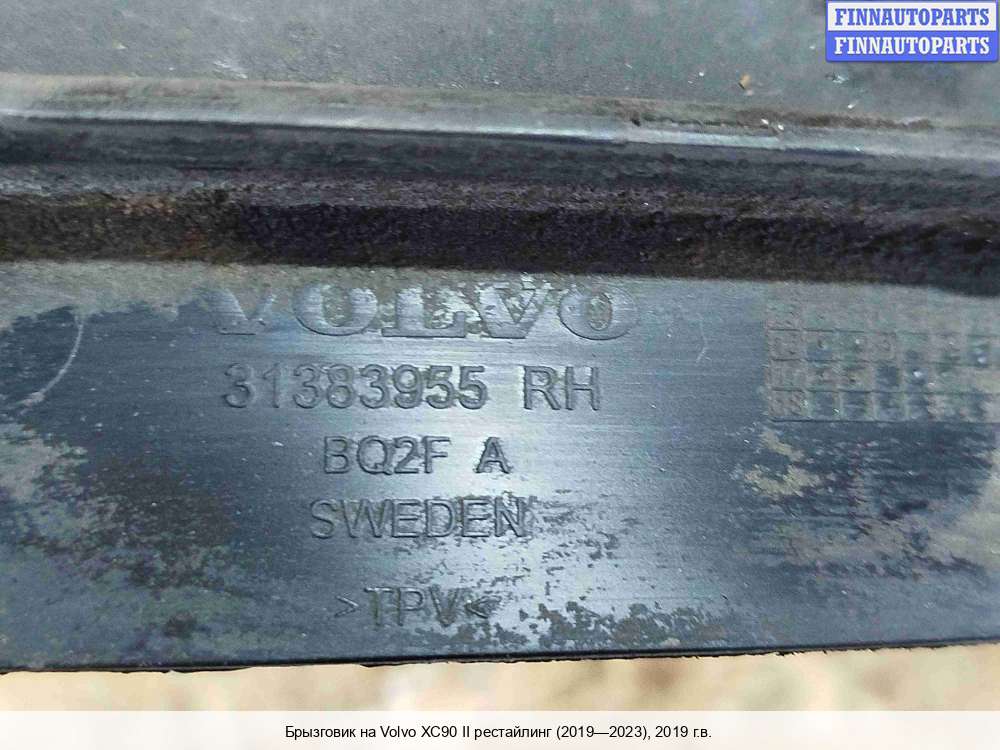 FINNAUTOPARTS
FINNAUTOPARTS
VOLVO
31383955 RH
BQ2F A
SWEDEN
>TPV<
Брызговик на Volvo XC90 II рестайлинг (2019—2023), 2019 г.в.